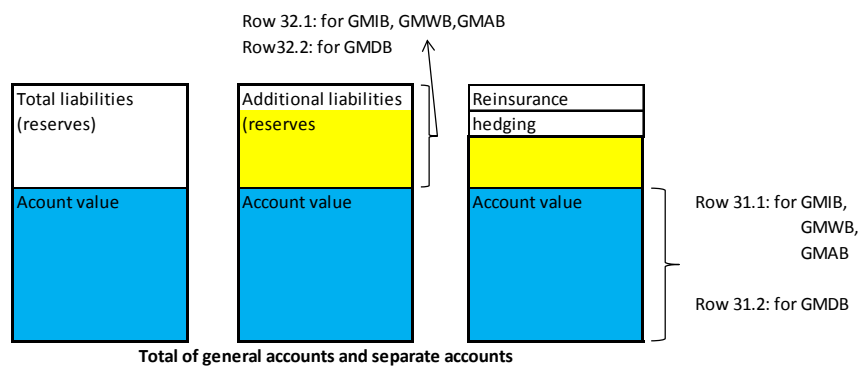 Row 32.1: for GMIB, GMWB,GMAB
Row32.2: for GMDB
Total liabilities
(reserves)
Acount value
Additional liabilities
(reserves
Account value
Reinsurance
hedging
Account value
Row 31.1: for GMIB,
GMWB,
GMAB
Row 31.2: for GMDB
Total of general accounts and separate accounts